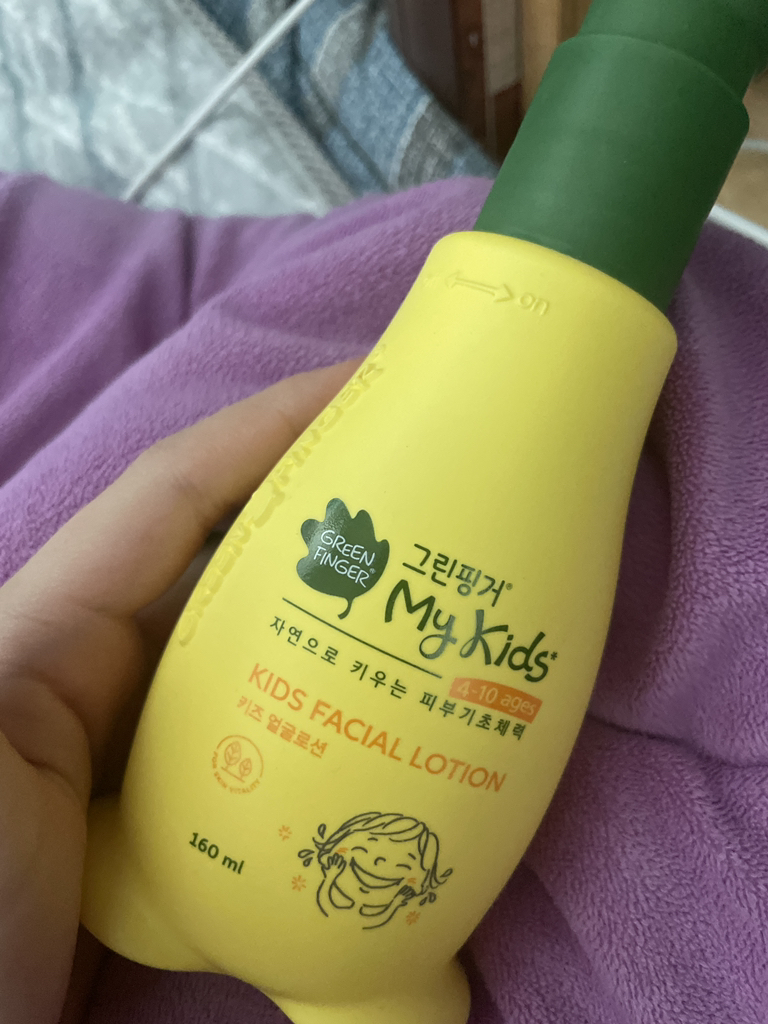 on
GREEN
FINGER®
그린핑거®
My Kids*
4-10 ages
자연으로 키우는 피부기초체력
KIDS FACIAL LOTION
키즈 얼굴로션
160 ml